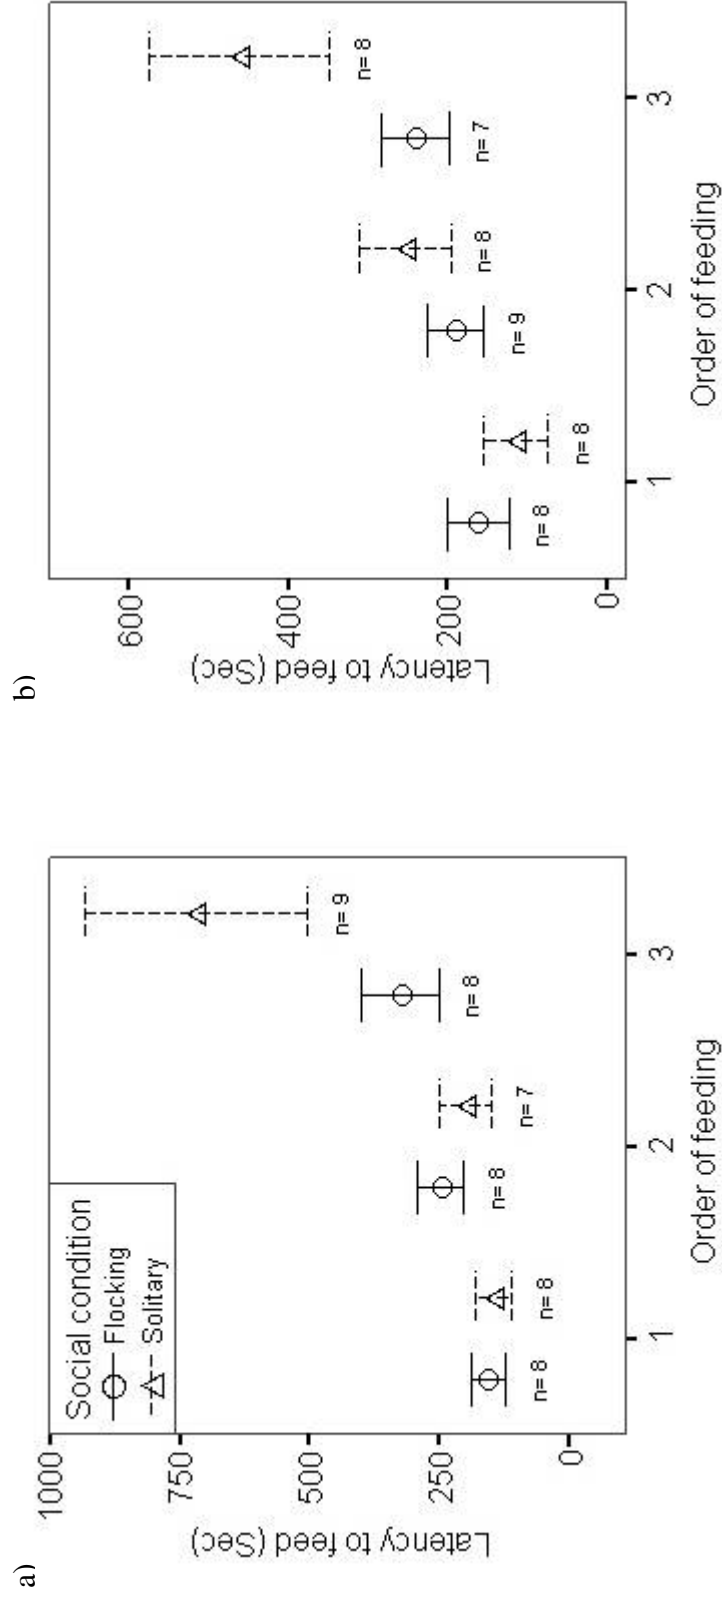 a)
Latency to feed (Sec)
1000
750
500
250
0
Social condition
Flocking
Solitary
n= 8
n= 8
n= 8
n= 7
n= 8
n= 9
1
2
3
Order of feeding
b)
Latency to feed (Sec)
600
400
200
0
n= 8
n= 8
n= 9
n= 8
n= 7
n= 8
1
2
3
Order of feeding